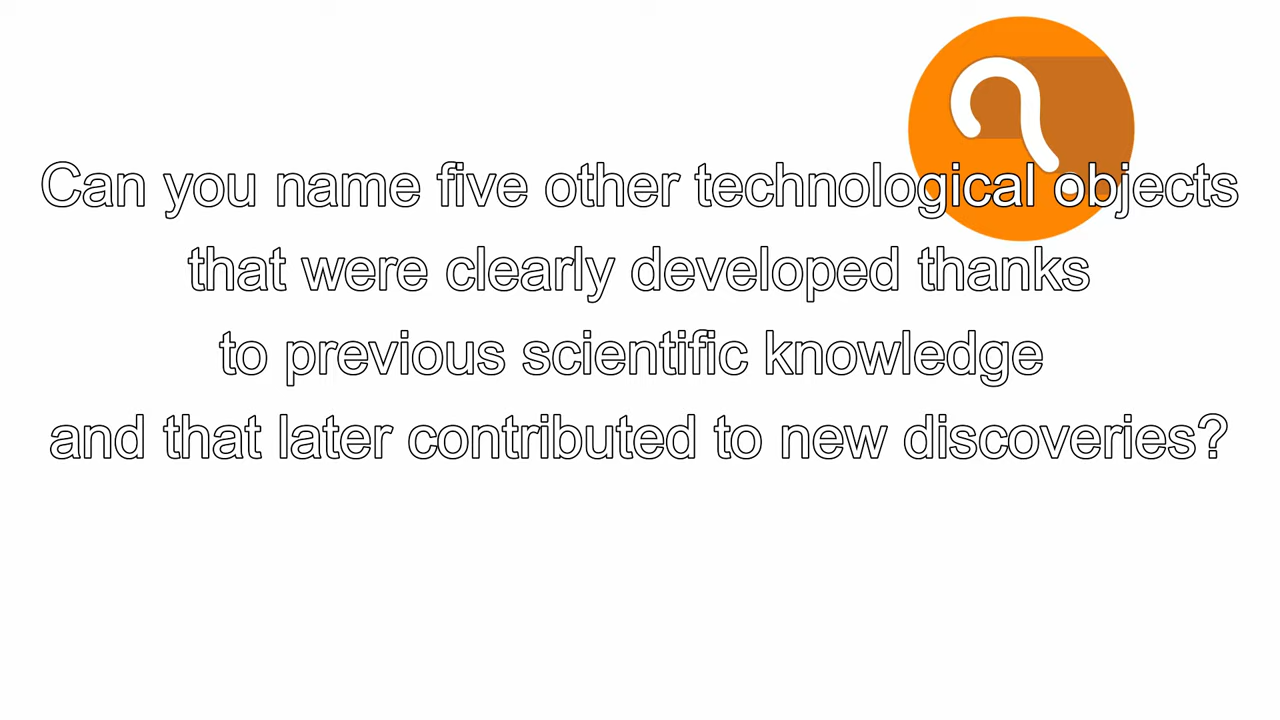 Can you name five other technological objects
that were clearly developed thanks
to previous scientific knowledge
and that later contributed to new discoveries?